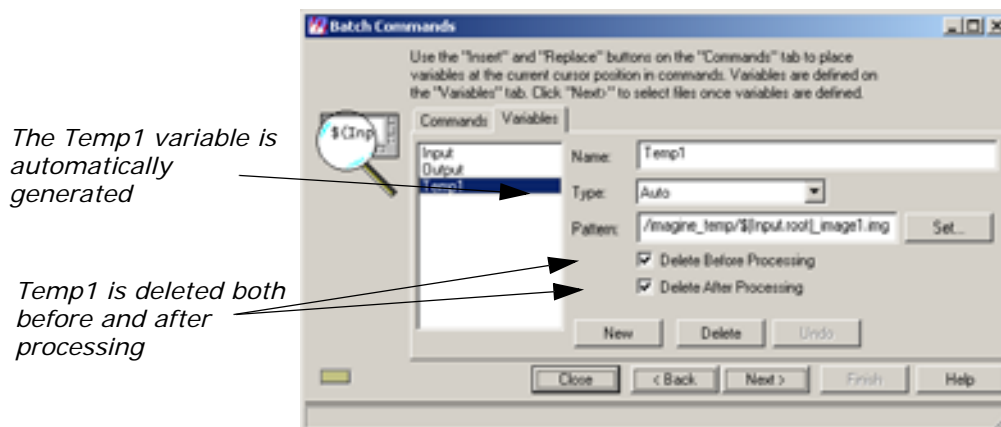 Batch Commands
Use the "Insert" and "Replace" buttons on the "Commands" tab to place
variables at the current cursor position in commands. Variables are defined on
the "Variables" tab. Click "Next>" to select files once variables are defined.
Commands Variables
$(Inp
The Temp1 variable is
automatically
generated
Input
Output
Temp1
Name: Temp1
Type: Auto
Pattern: /imagine_temp/$(Input.root)_image1.img Set...
Delete Before Processing
Delete After Processing
Temp1 is deleted both
before and after
processing
New Delete Undo
Close < Back Next > Finish Help